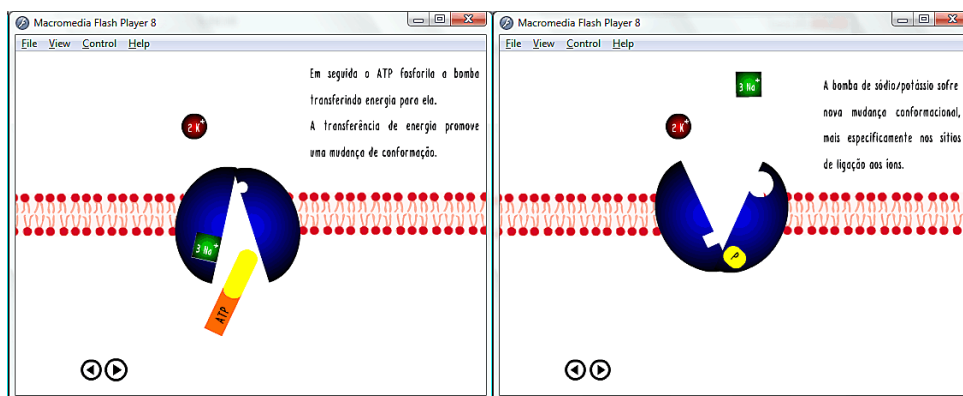 Macromedia Flash Player 8
File View Control Help
Em seguida o ATP fosforila a bomba
transferindo energia para ela.
A transferência de energia promove
uma mudança de conformação.
2 K+
3 Na+
ATP
Macromedia Flash Player 8
File View Control Help
3 Na+
A bomba de sódio/potássio sofre
nova mudança conformacional,
mais especificamente nos sítios
de ligação aos íons.
2 K+
P